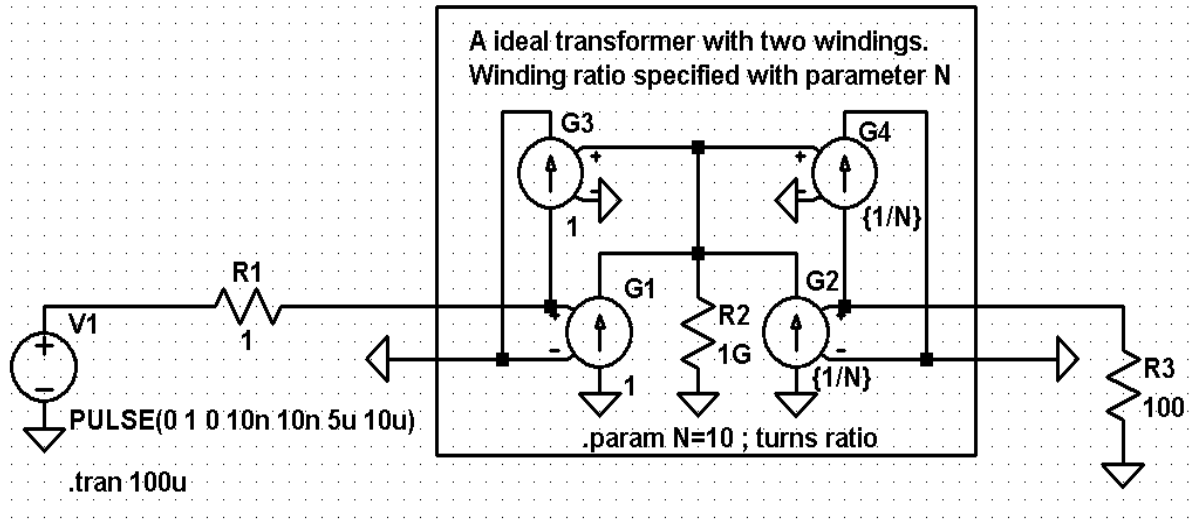 A ideal transformer with two windings.
Winding ratio specified with parameter N
G3
+
-
1
G4
+
-
{1/N}
R1
1
V1
+
-
PULSE(0 1 0 10n 10n 5u 10u)
.tran 100u
G1
+
-
1
R2
1G
G2
+
-
{1/N}
.param N=10 ; turns ratio
R3
100